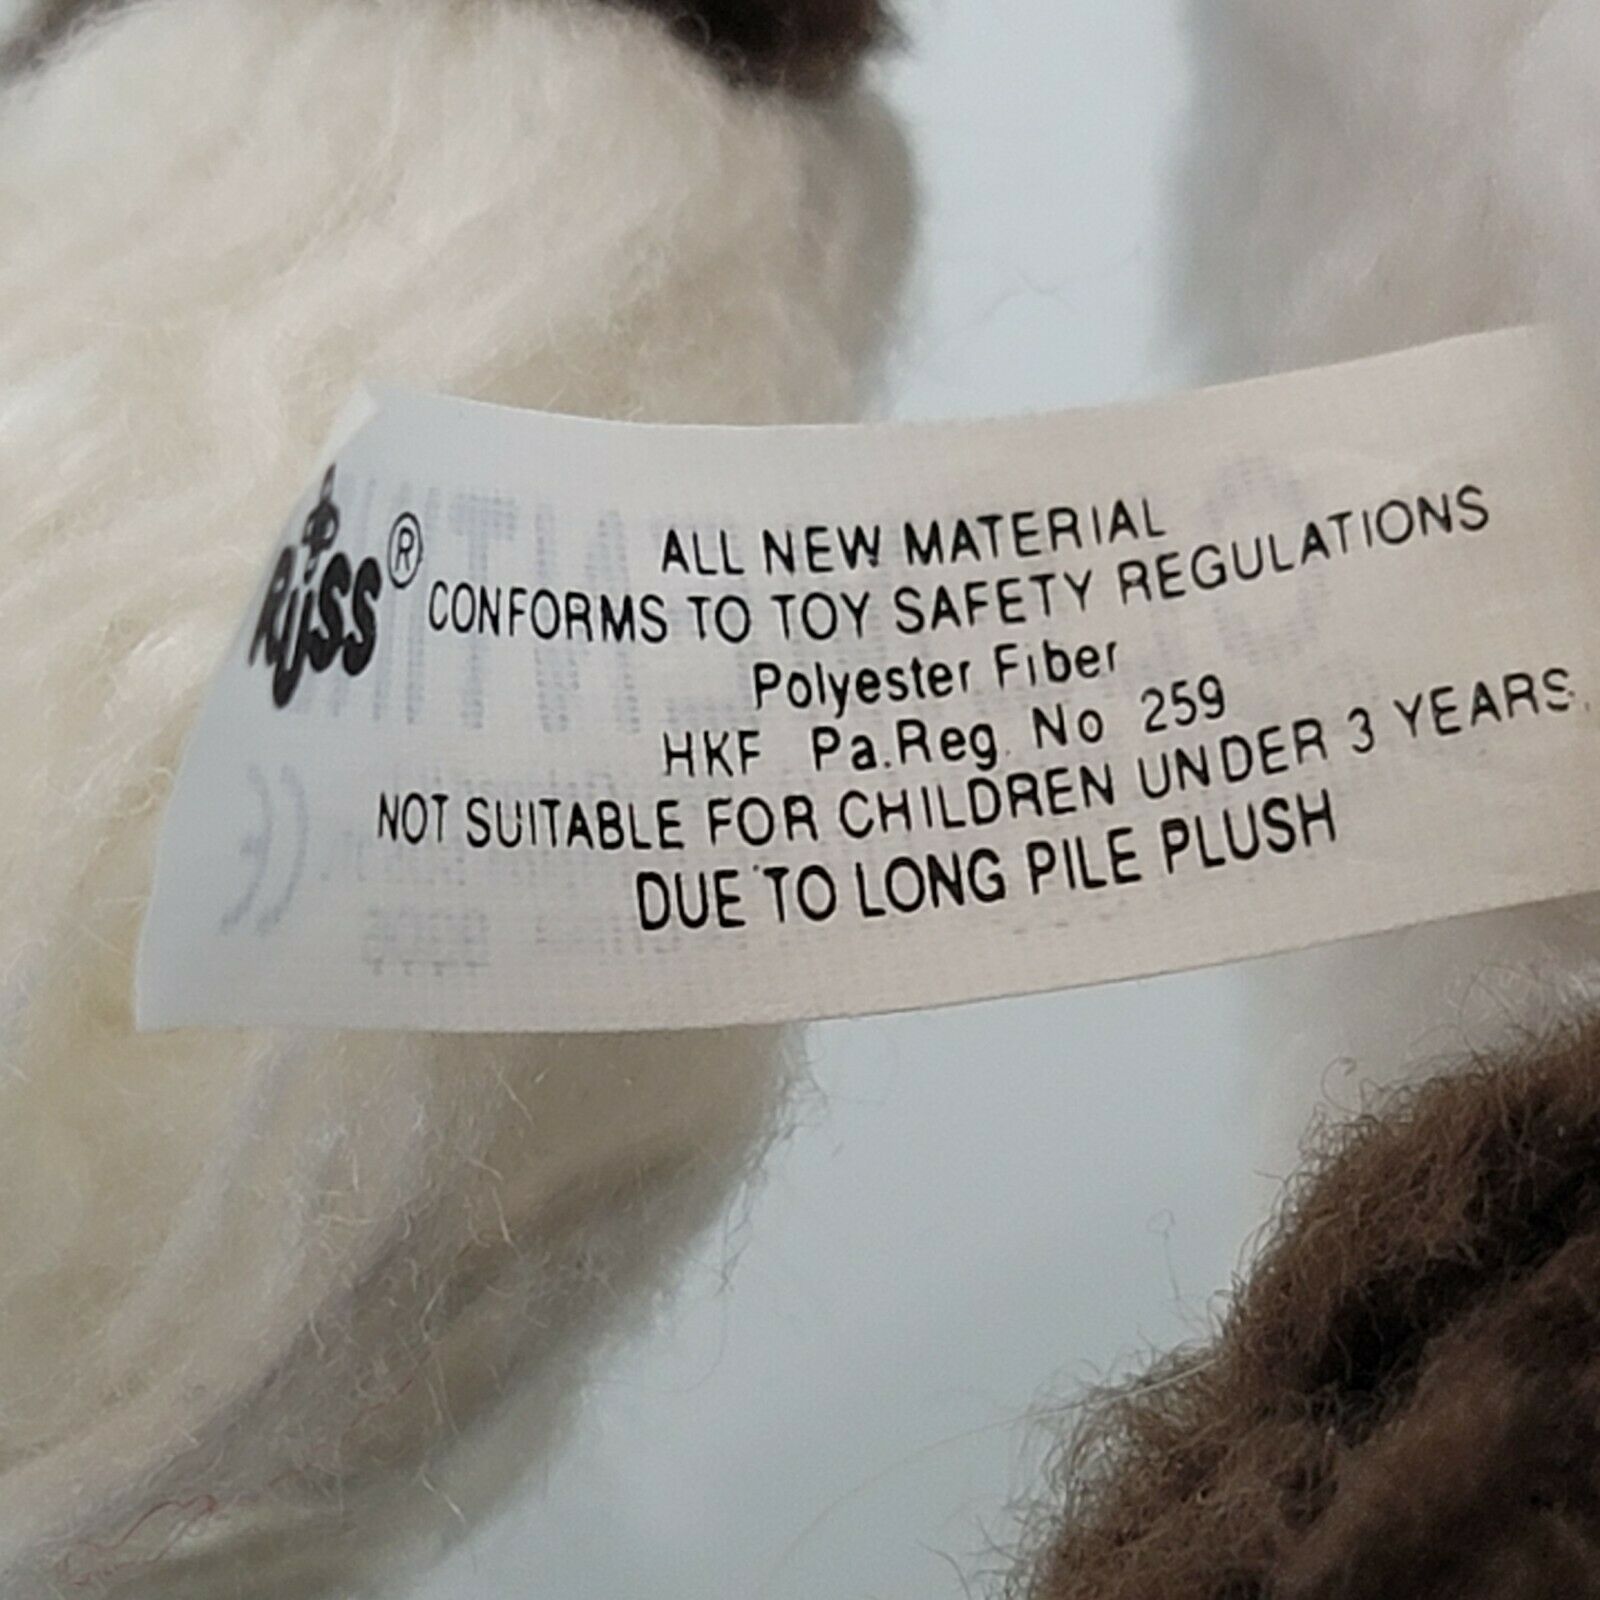 Russ®
ALL NEW MATERIAL
CONFORMS TO TOY SAFETY REGULATIONS
Polyester Fiber
HKF Pa.Reg. No 259
NOT SUITABLE FOR CHILDREN UNDER 3 YEARS.
DUE TO LONG PILE PLUSH